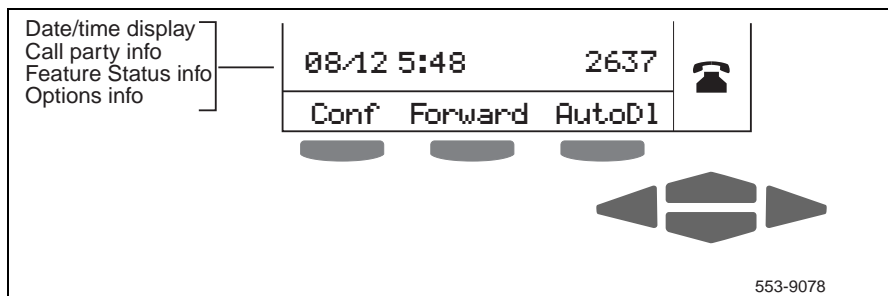 Date/time display
Call party info
Feature Status info
Options info
08/12 5:48 2637
Conf Forward AutoDl
553-9078